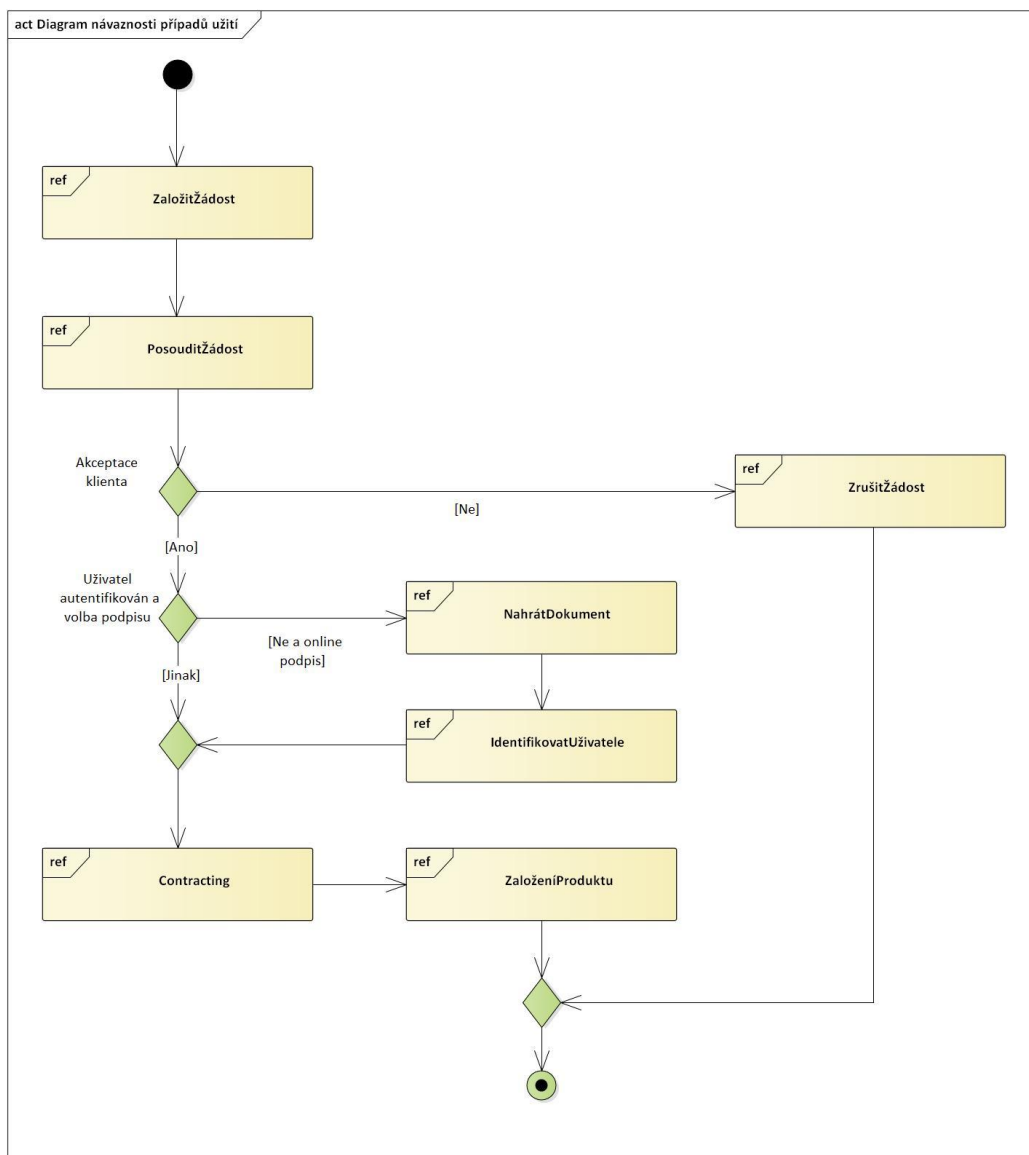 act Diagram návaznosti případů užití
ref
ZaložitŽádost
ref
PosouditŽádost
Akceptace
klienta
ref
ZrušitŽádost
[Ne]
[Ano]
Uživatel
autentifikován a
volba podpisu
ref
NahrátDokument
[Ne a online
podpis]
[Jinak]
ref
IdentifikovatUživatele
ref
Contracting
ref
ZaloženíProduktu